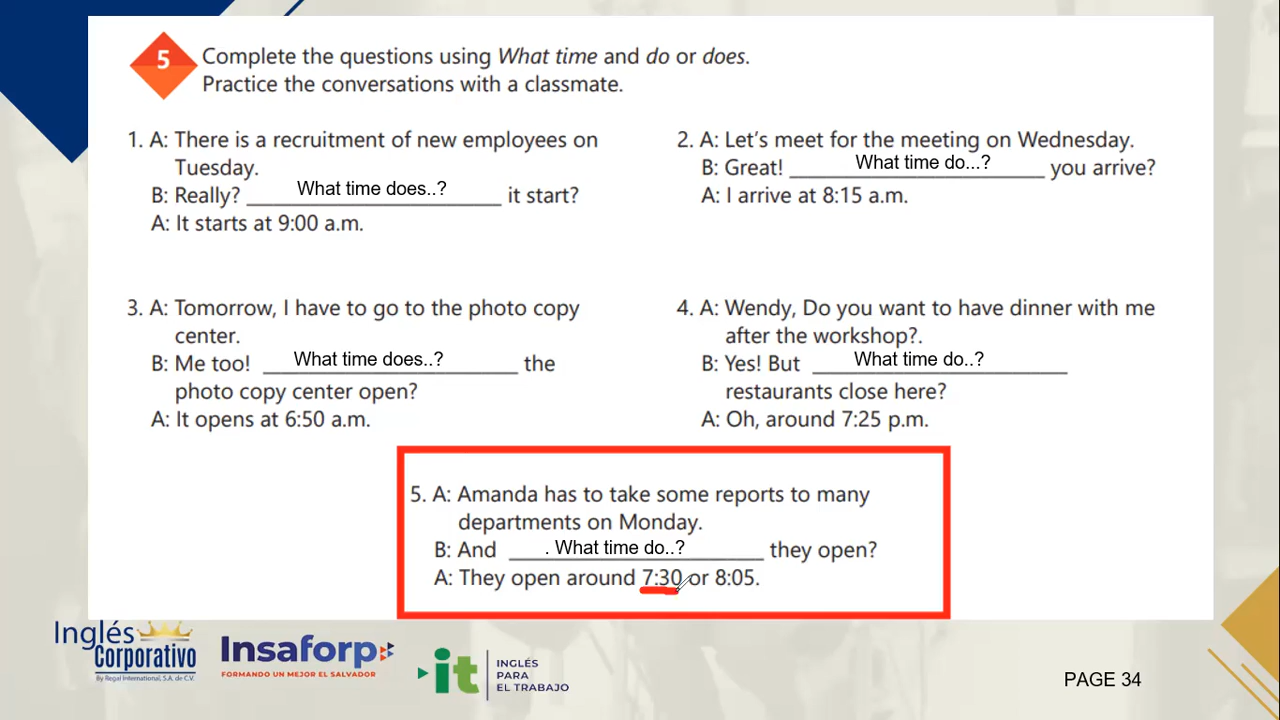 5
Complete the questions using What time and do or does.
Practice the conversations with a classmate.
1. A: There is a recruitment of new employees on
Tuesday.
B: Really? What time does..? it start?
A: It starts at 9:00 a.m.
2. A: Let's meet for the meeting on Wednesday.
B: Great! What time do...? you arrive?
A: I arrive at 8:15 a.m.
3. A: Tomorrow, I have to go to the photo copy
center.
B: Me too! What time does..? the
photo copy center open?
A: It opens at 6:50 a.m.
4. A: Wendy, Do you want to have dinner with me
after the workshop?.
B: Yes! But What time do..?
restaurants close here?
A: Oh, around 7:25 p.m.
5. A: Amanda has to take some reports to many
departments on Monday.
B: And . What time do..? they open?
A: They open around 7:30 or 8:05.
Inglés
Corporativo
By Regal International, S.A. de C.V.
Insaforp
FORMANDO UN MEJOR EL SALVADOR
it
INGLÉS
PARA
EL TRABAJO
PAGE 34